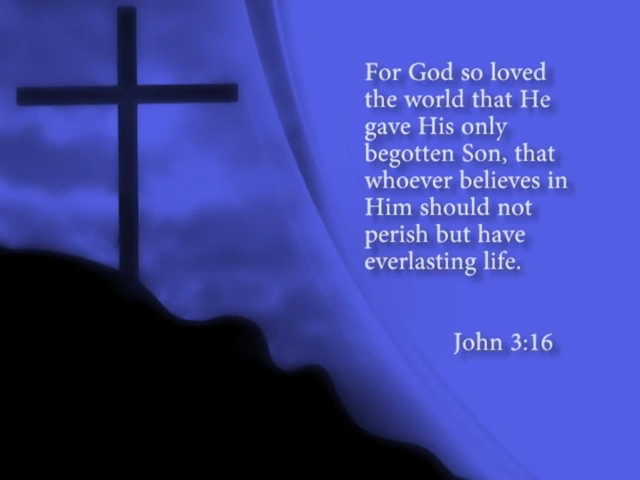 For God so loved
the world that He
gave His only
begotten Son, that
whoever believes in
Him should not
perish but have
everlasting life.
John 3:16